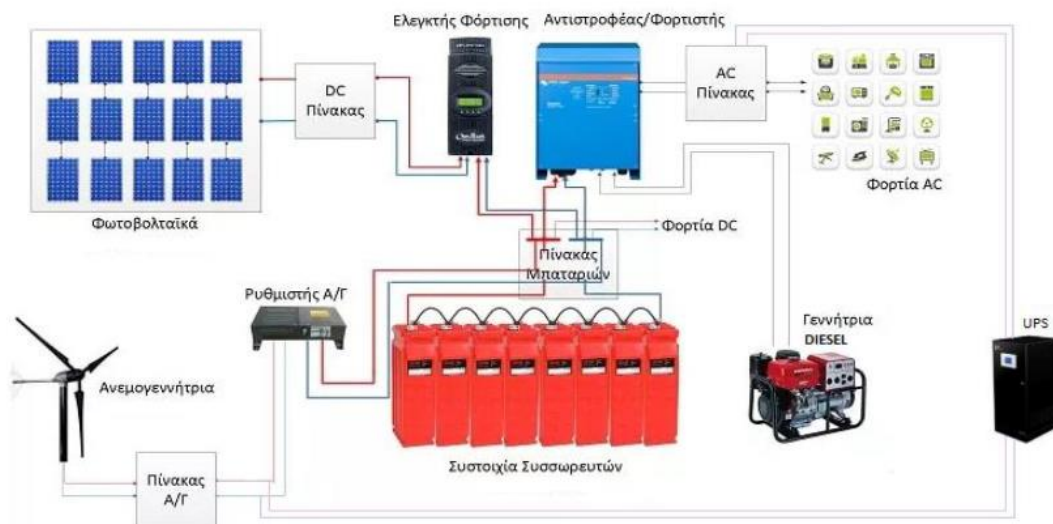 Ελεγκτής Φόρτισης
Αντιστροφέας/Φορτιστής
DC
Πίνακας
AC
Πίνακας
Φωτοβολταϊκά
Φορτία AC
Φορτία DC
Πίνακας
Μπαταριών
Ρυθμιστής Α/Γ
Γεννήτρια
DIESEL
UPS
Ανεμογεννήτρια
Συστοιχία Συσσωρευτών
Πίνακας
Α/Γ